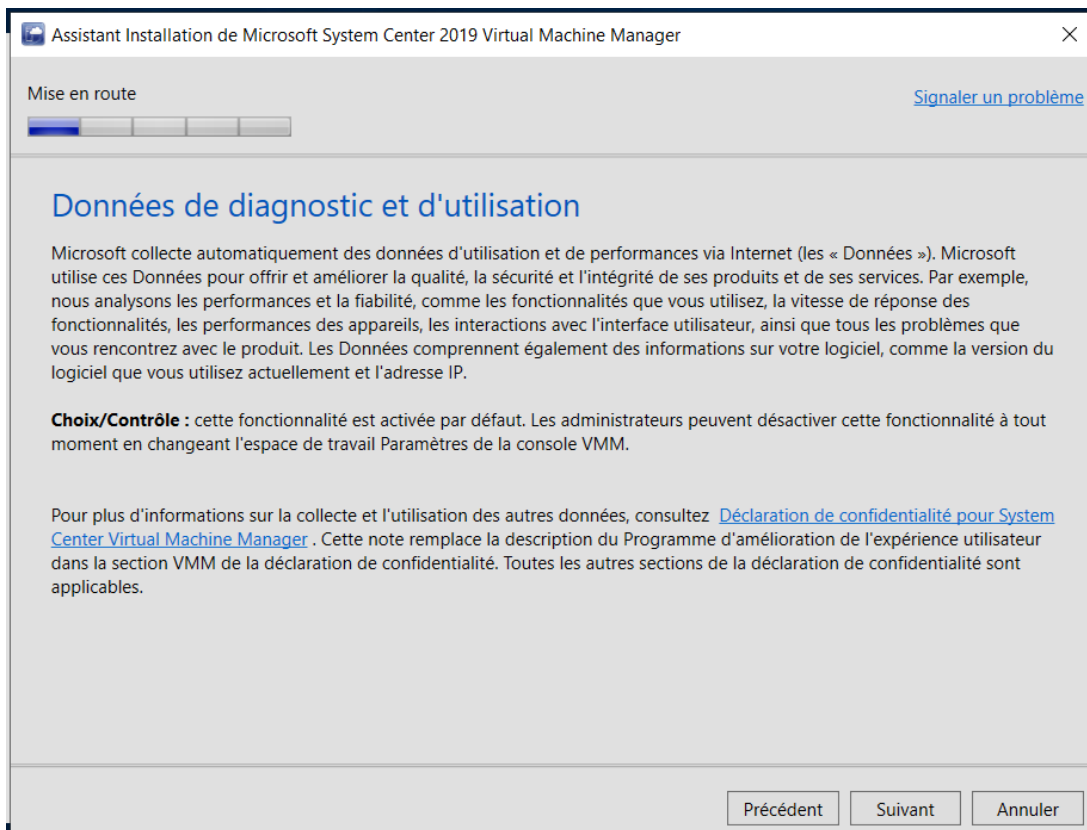 Assistant Installation de Microsoft System Center 2019 Virtual Machine Manager
Mise en route
Signaler un problème
Données de diagnostic et d'utilisation
Microsoft collecte automatiquement des données d'utilisation et de performances via Internet (les « Données »). Microsoft
utilise ces Données pour offrir et améliorer la qualité, la sécurité et l'intégrité de ses produits et de ses services. Par exemple,
nous analysons les performances et la fiabilité, comme les fonctionnalités que vous utilisez, la vitesse de réponse des
fonctionnalités, les performances des appareils, les interactions avec l'interface utilisateur, ainsi que tous les problèmes que
vous rencontrez avec le produit. Les Données comprennent également des informations sur votre logiciel, comme la version du
logiciel que vous utilisez actuellement et l'adresse IP.
Choix/Contrôle : cette fonctionnalité est activée par défaut. Les administrateurs peuvent désactiver cette fonctionnalité à tout
moment en changeant l'espace de travail Paramètres de la console VMM.
Pour plus d'informations sur la collecte et l'utilisation des autres données, consultez Déclaration de confidentialité pour System
Center Virtual Machine Manager . Cette note remplace la description du Programme d'amélioration de l'expérience utilisateur
dans la section VMM de la déclaration de confidentialité. Toutes les autres sections de la déclaration de confidentialité sont
applicables.
Précédent Suivant Annuler